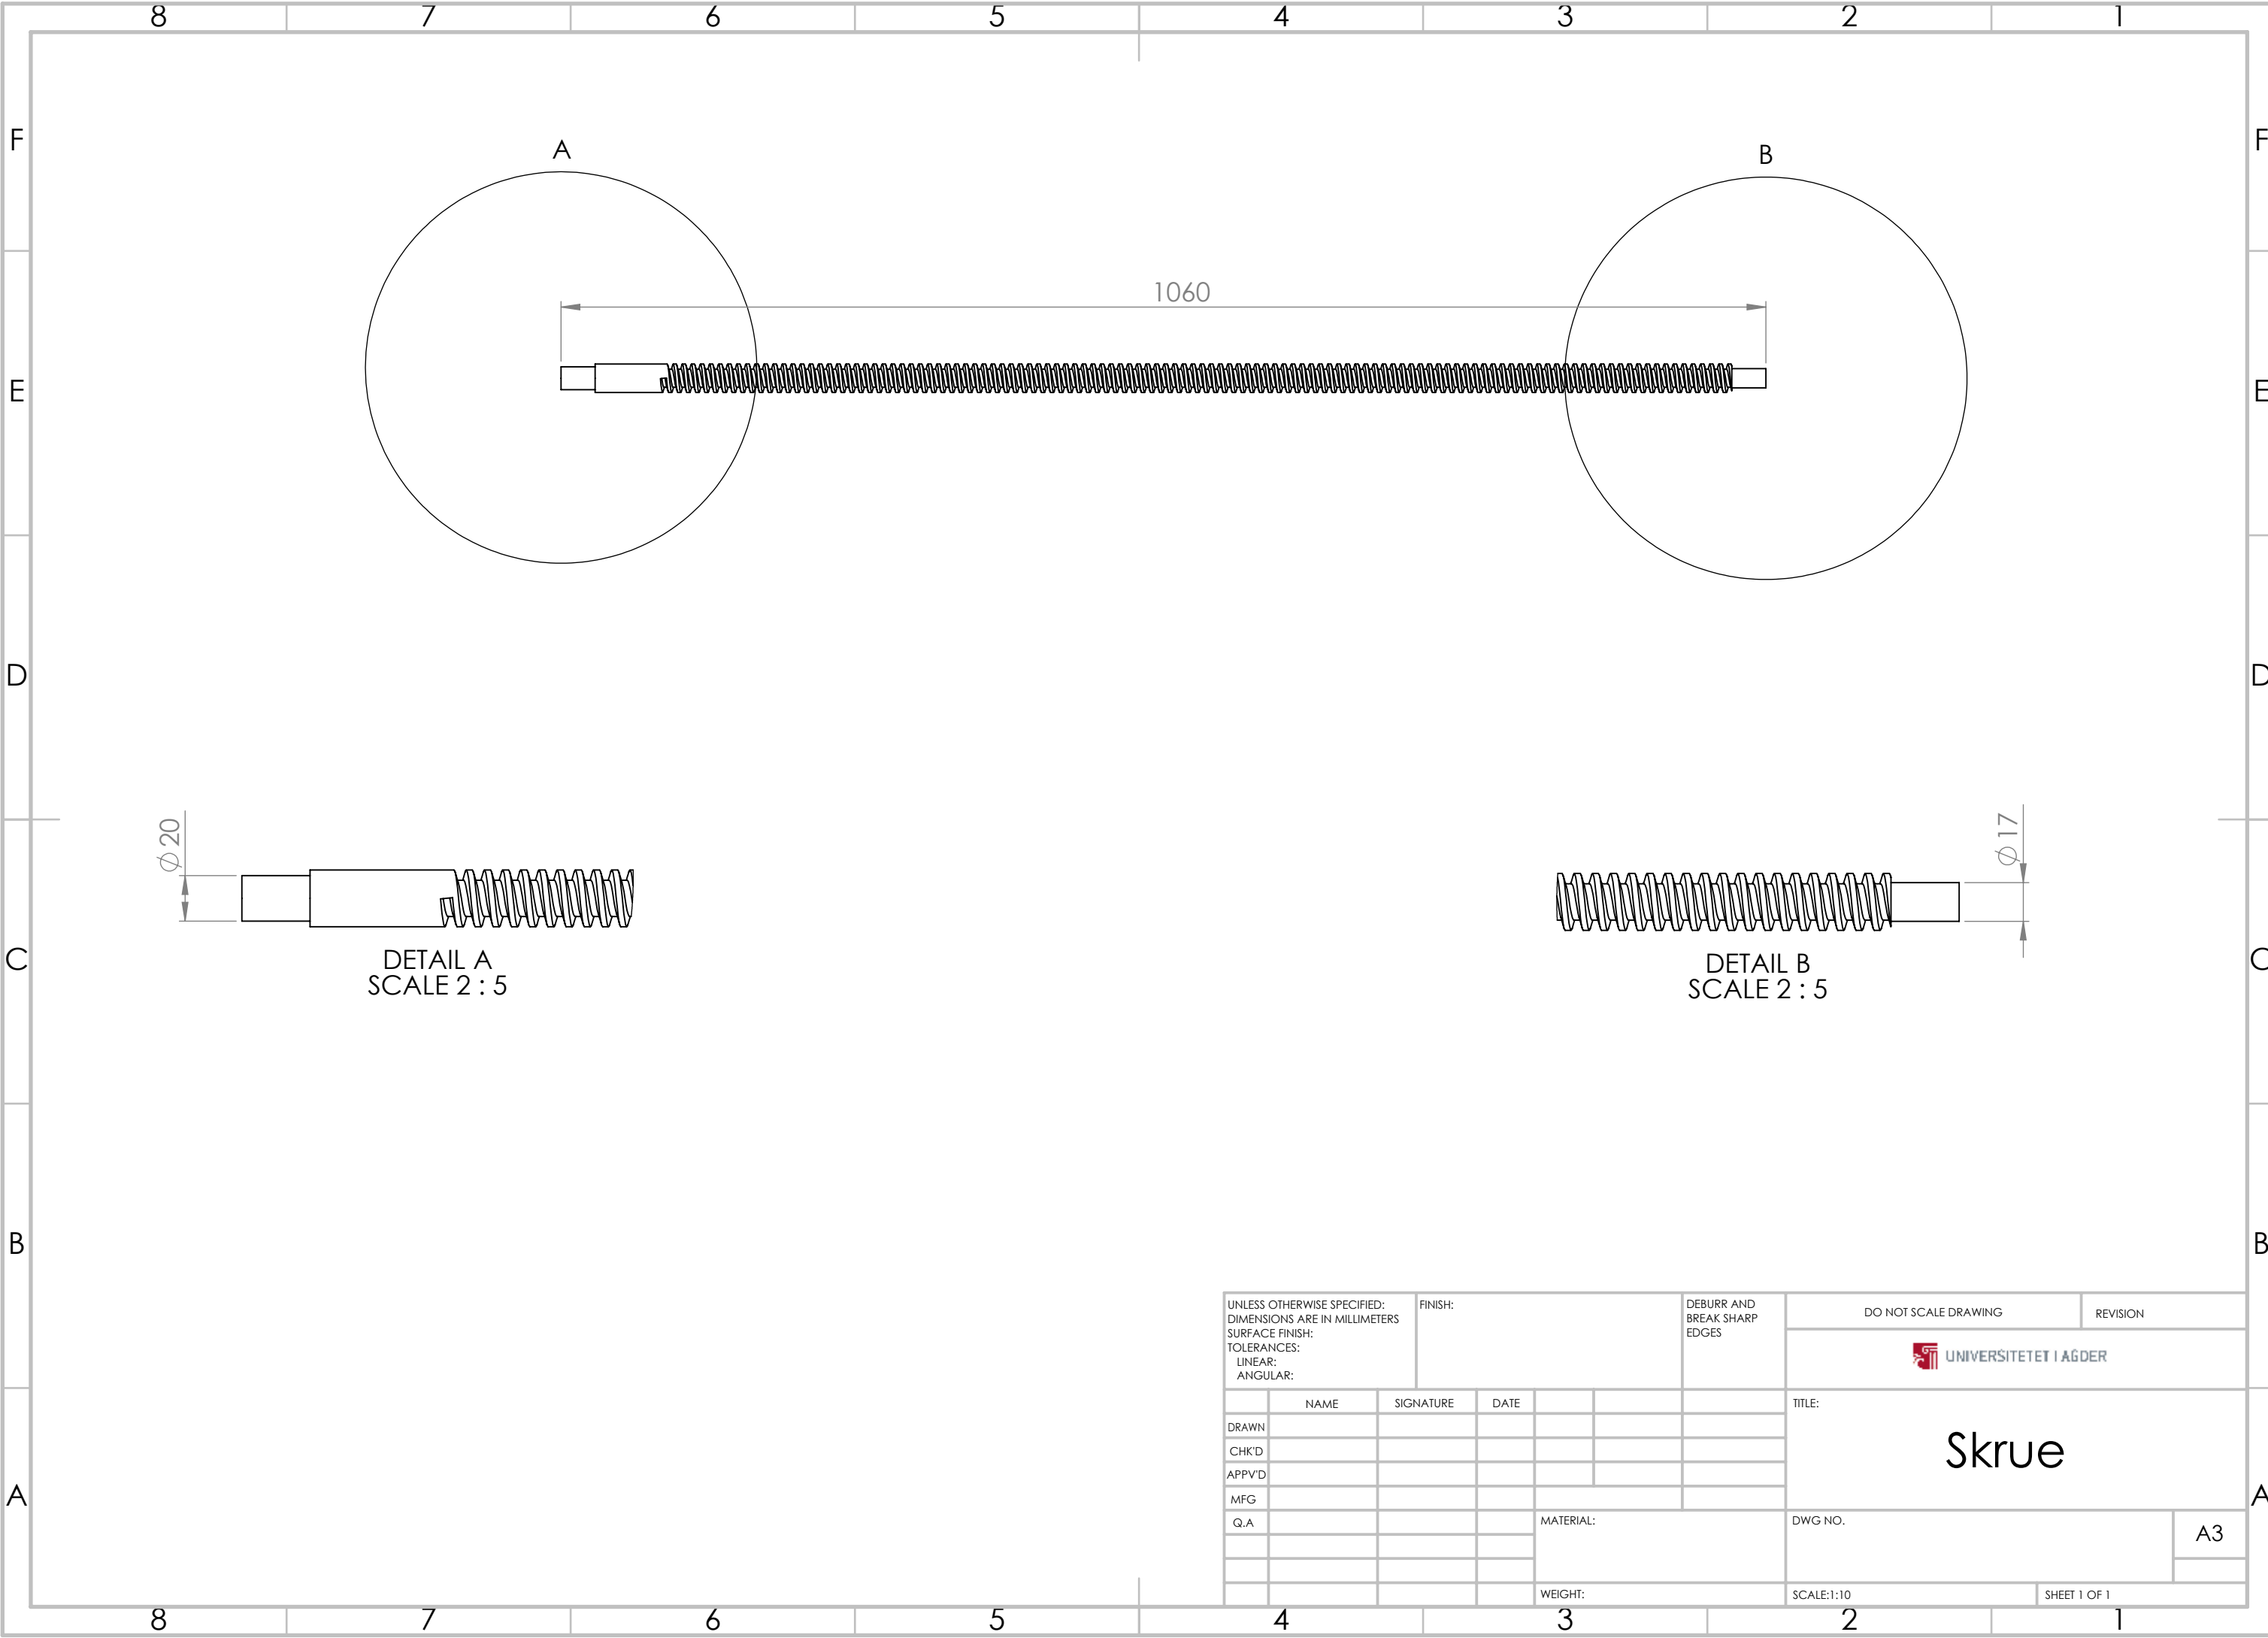 8 7 6 5 4 3 2 1
F F
A B
1060
E E
D D
∅20 ∅17
C C
DETAIL A
SCALE 2 : 5
DETAIL B
SCALE 2 : 5
B B
UNLESS OTHERWISE SPECIFIED:
DIMENSIONS ARE IN MILLIMETERS
SURFACE FINISH:
TOLERANCES:
LINEAR:
ANGULAR:
FINISH:
DEBURR AND
BREAK SHARP
EDGES
DO NOT SCALE DRAWING
REVISION
UNIVERSITETET I AGDER
NAME SIGNATURE DATE
TITLE:
DRAWN
CHK'D
APPV'D
MFG
Q.A
Skrue
A A
MATERIAL:
DWG NO.
A3
WEIGHT:
SCALE:1:10
SHEET 1 OF 1
8 7 6 5 4 3 2 1